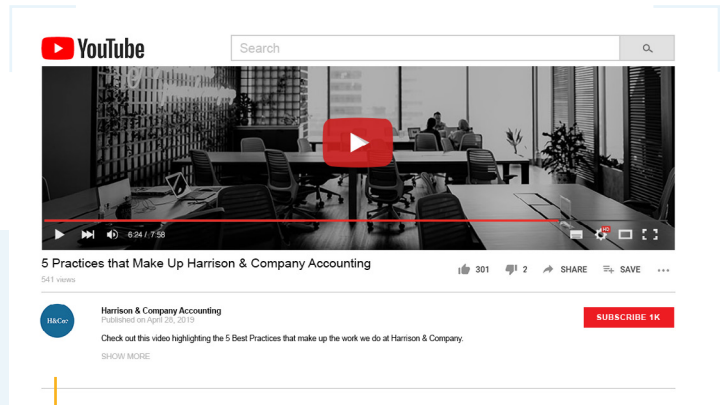 YouTube
Search
HD
6:24 / 7:58
5 Practices that Make Up Harrison & Company Accounting
541 views
301 2 SHARE SAVE
H&Co:
Harrison & Company Accounting
Published on April 28, 2019
SUBSCRIBE 1K
Check out this video highlighting the 5 Best Practices that make up the work we do at Harrison & Company.
SHOW MORE